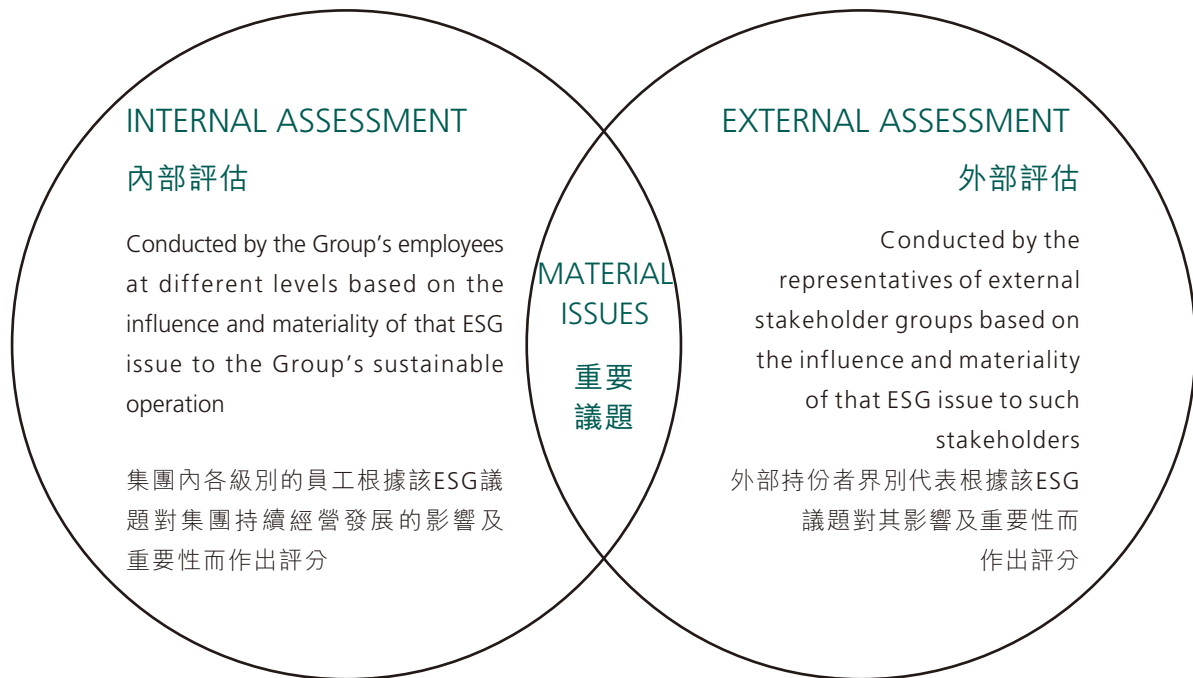 INTERNAL ASSESSMENT
內部評估
Conducted by the Group’s employees
at different levels based on the
influence and materiality of that ESG
issue to the Group’s sustainable
operation
集團內各級別的員工根據該ESG議
題對集團持續經營發展的影響及
重要性而作出評分
MATERIAL
ISSUES
重要
議題
EXTERNAL ASSESSMENT
外部評估
Conducted by the
representatives of external
stakeholder groups based on
the influence and materiality
of that ESG issue to such
stakeholders
外部持份者界別代表根據該ESG
議題對其影響及重要性而
作出評分